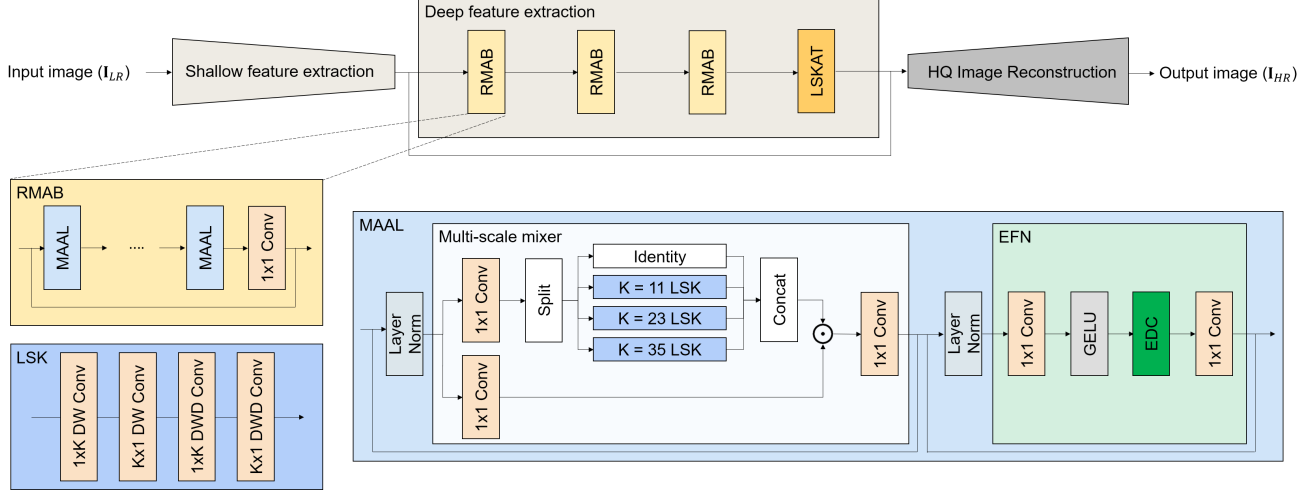 Deep feature extraction
Input image (I_LR)
Shallow feature extraction
RMAB
RMAB
RMAB
LSKAT
HQ Image Reconstruction
Output image (I_HR)
RMAB
MAAL
....
MAAL
1x1 Conv
LSK
1xK DW Conv
Kx1 DW Conv
1xK DWD Conv
Kx1 DWD Conv
MAAL
Layer
Norm
Multi-scale mixer
1x1 Conv
1x1 Conv
Split
Identity
K = 11 LSK
K = 23 LSK
K = 35 LSK
Concat
1x1 Conv
Layer
Norm
EFN
1x1 Conv
GELU
EDC
1x1 Conv